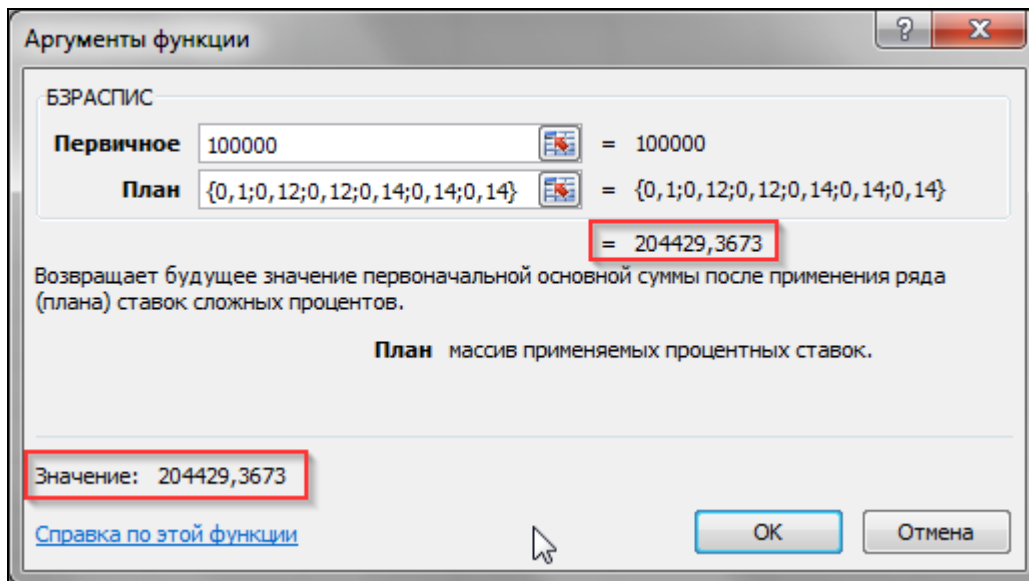 Аргументы функции
БЗРАСПИС
Первичное 100000 = 100000
План {0,1;0,12;0,12;0,14;0,14;0,14} = {0,1;0,12;0,12;0,14;0,14;0,14}
= 204429,3673
Возвращает будущее значение первоначальной основной суммы после применения ряда
(плана) ставок сложных процентов.
План массив применяемых процентных ставок.
Значение: 204429,3673
Справка по этой функции
ОК Отмена